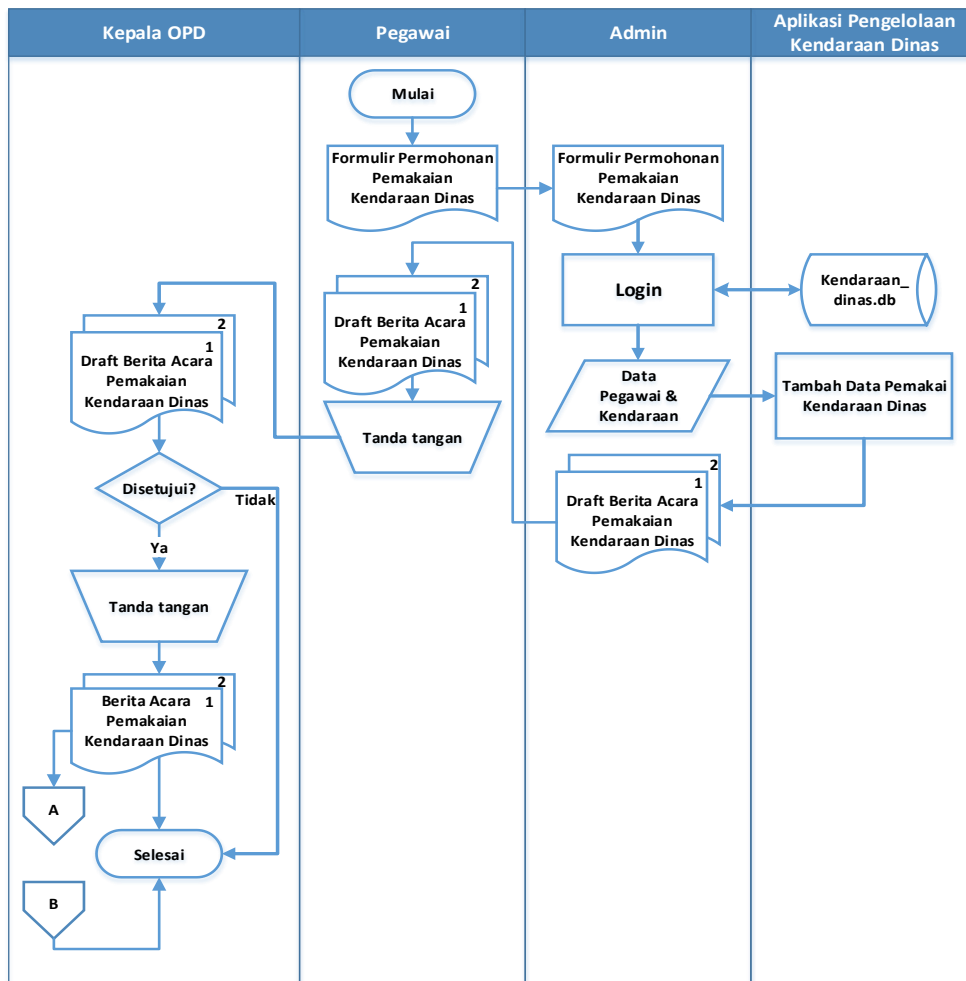 Kepala OPD
Pegawai
Admin
Aplikasi Pengelolaan
Kendaraan Dinas
Mulai
Formulir Permohonan
Pemakaian
Kendaraan Dinas
Formulir Permohonan
Pemakaian
Kendaraan Dinas
Login
Kendaraan_
dinas.db
2
1
Draft Berita Acara
Pemakaian
Kendaraan Dinas
2
1
Draft Berita Acara
Pemakaian
Kendaraan Dinas
Data
Pegawai &
Kendaraan
Tambah Data Pemakai
Kendaraan Dinas
Tanda tangan
2
1
Draft Berita Acara
Pemakaian
Kendaraan Dinas
Disetujui?
Tidak
Ya
Tanda tangan
2
Berita Acara 1
Pemakaian
Kendaraan Dinas
A
Selesai
B